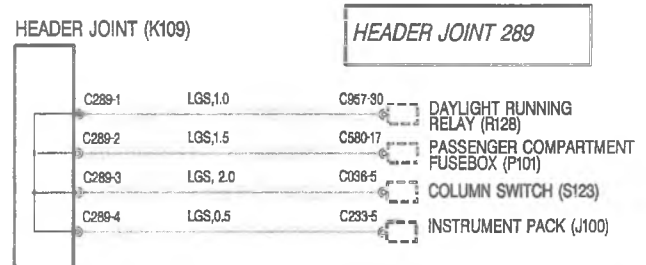 HEADER JOINT (K109)
HEADER JOINT 289
C289-1 LGS,1.0 C957-30
DAYLIGHT RUNNING
RELAY (R128)
C289-2 LGS,1.5 C580-17
PASSENGER COMPARTMENT
FUSEBOX (P101)
C289-3 LGS, 2.0 C036-5 COLUMN SWITCH (S123)
C289-4 LGS,0.5 C233-5 INSTRUMENT PACK (J100)